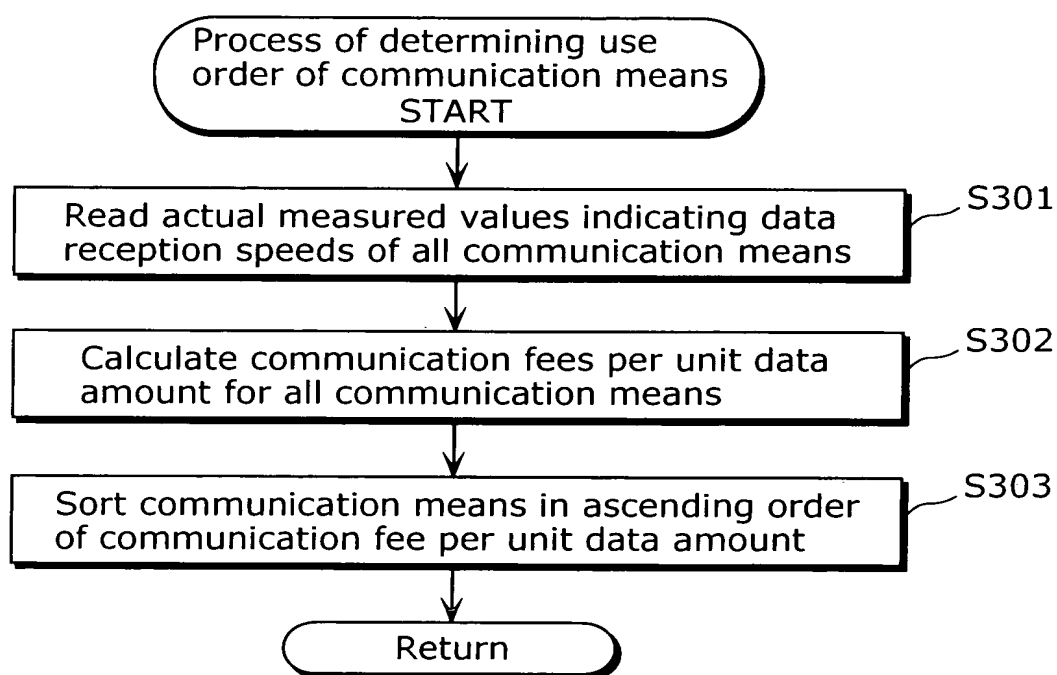 Process of determining use
order of communication means
START
Read actual measured values indicating data
reception speeds of all communication means
S301
Calculate communication fees per unit data
amount for all communication means
S302
Sort communication means in ascending order
of communication fee per unit data amount
S303
Return